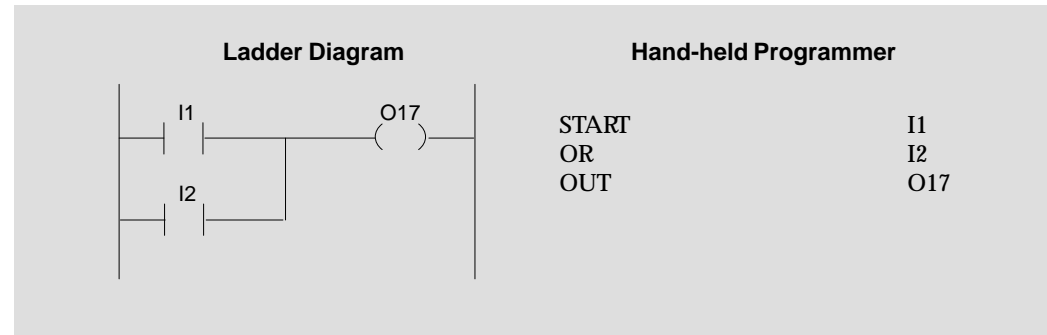 Ladder Diagram
Hand-held Programmer
I1
O17
I2
START I1
OR I2
OUT O17